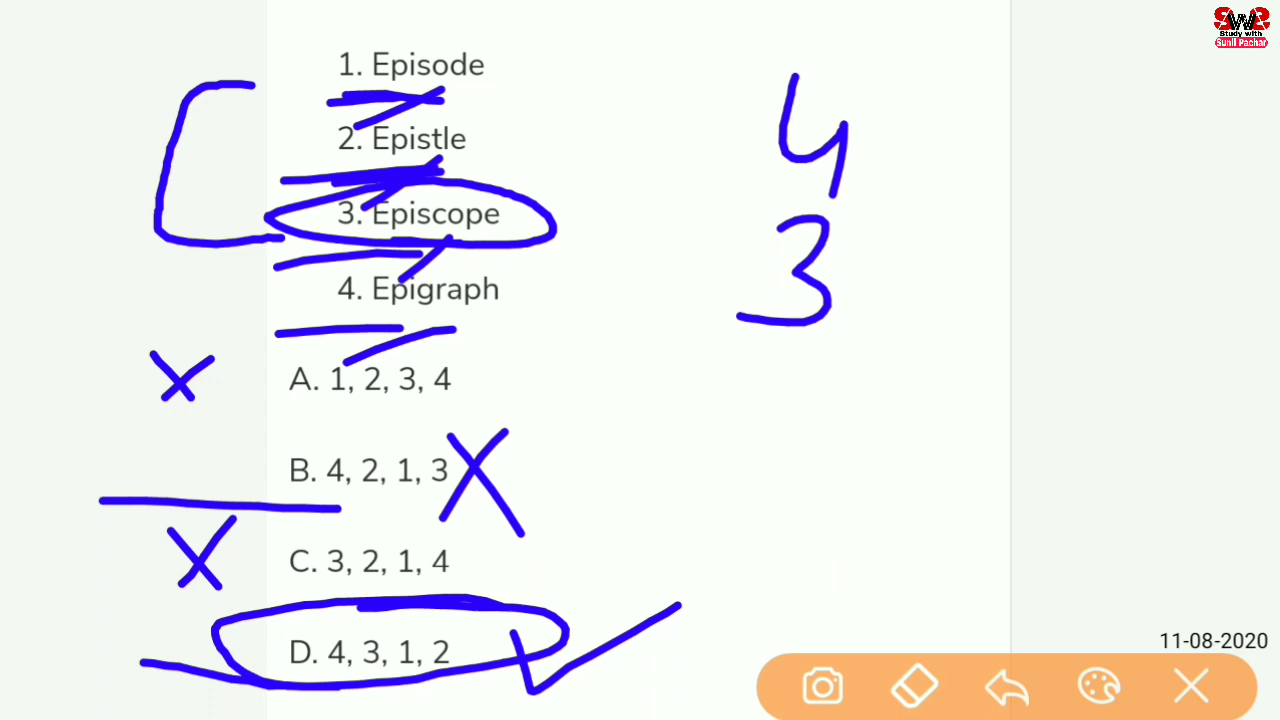 SWS
Study with
Sunil Pachar
1. Episode
2. Epistle
3. Episcope
4. Epigraph
4
3
A. 1, 2, 3, 4
B. 4, 2, 1, 3
C. 3, 2, 1, 4
D. 4, 3, 1, 2
11-08-2020